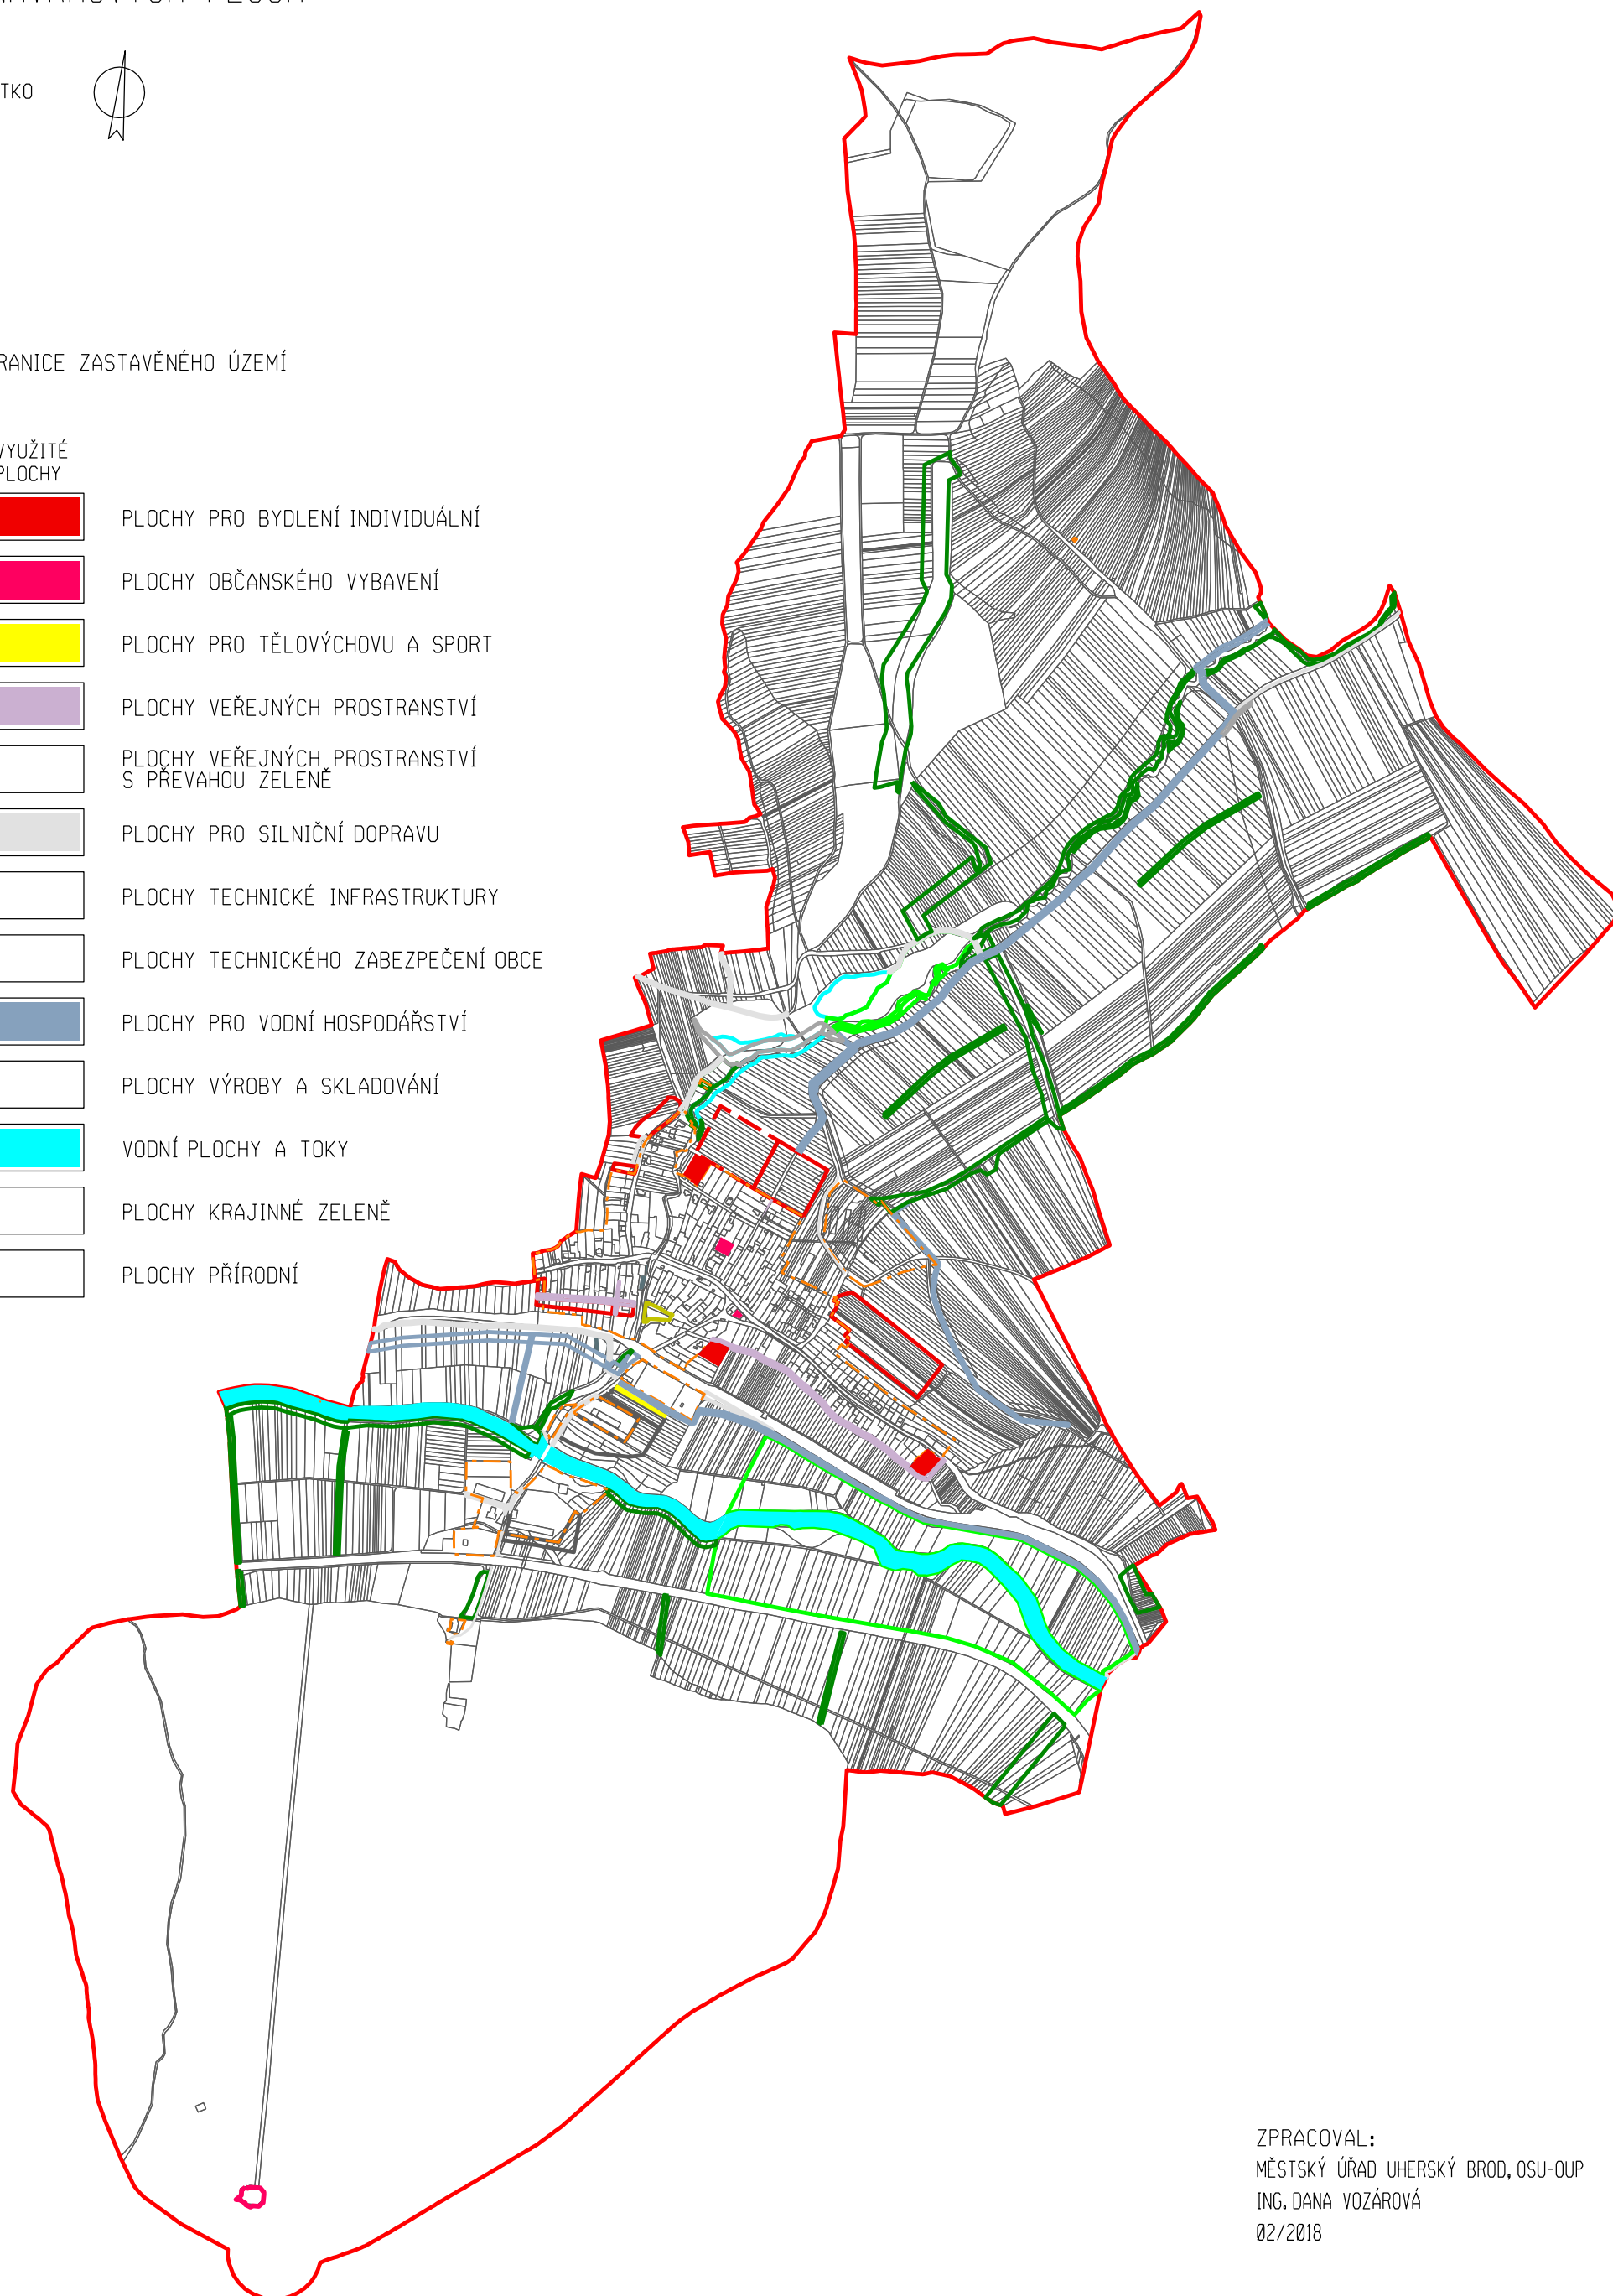 TKO
RANICE ZASTAVĚNÉHO ÚZEMÍ
VYUŽITÉ
PLOCHY
PLOCHY PRO BYDLENÍ INDIVIDUÁLNÍ
PLOCHY OBČANSKÉHO VYBAVENÍ
PLOCHY PRO TĚLOVÝCHOVU A SPORT
PLOCHY VEŘEJNÝCH PROSTRANSTVÍ
PLOCHY VEŘEJNÝCH PROSTRANSTVÍ
S PŘEVAHOU ZELENĚ
PLOCHY PRO SILNIČNÍ DOPRAVU
PLOCHY TECHNICKÉ INFRASTRUKTURY
PLOCHY TECHNICKÉHO ZABEZPEČENÍ OBCE
PLOCHY PRO VODNÍ HOSPODÁŘSTVÍ
PLOCHY VÝROBY A SKLADOVÁNÍ
VODNÍ PLOCHY A TOKY
PLOCHY KRAJINNÉ ZELENĚ
PLOCHY PŘÍRODNÍ
ZPRACOVAL:
MĚSTSKÝ ÚŘAD UHERSKÝ BROD, OSU-OUP
ING. DANA VOZÁROVÁ
02/2018